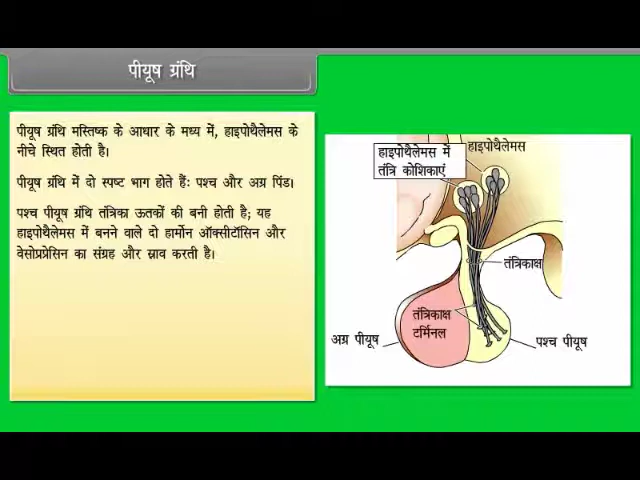 पीयूष ग्रंथि
पीयूष ग्रंथि मस्तिष्क के आधार के मध्य में, हाइपोथैलेमस के
नीचे स्थित होती है।
पीयूष ग्रंथि में दो स्पष्ट भाग होते हैंः पश्च और अग्र पिंड।
पश्च पीयूष ग्रंथि तंत्रिका ऊतकों की बनी होती है; यह
हाइपोथैलेमस में बनने वाले दो हार्मोन ऑक्सीटॉसिन और
वेसोप्रप्रेसिन का संग्रह और स्राव करती है।
हाइपोथैलेमस में
तंत्रि कोशिकाएं
हाइपोथैलेमस
तंत्रिकाक्ष
तंत्रिकाक्ष
टर्मिनल
अग्र पीयूष
पश्च पीयूष